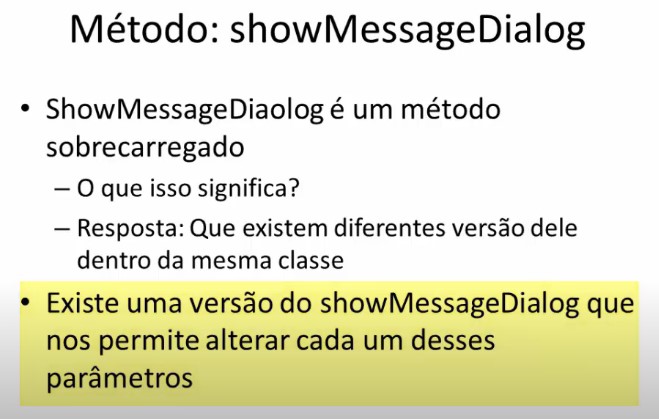 Método: showMessageDialog
• ShowMessageDiaolog é um método
sobrecarregado
– O que isso significa?
– Resposta: Que existem diferentes versão dele
dentro da mesma classe
• Existe uma versão do showMessageDialog que
nos permite alterar cada um desses
parâmetros